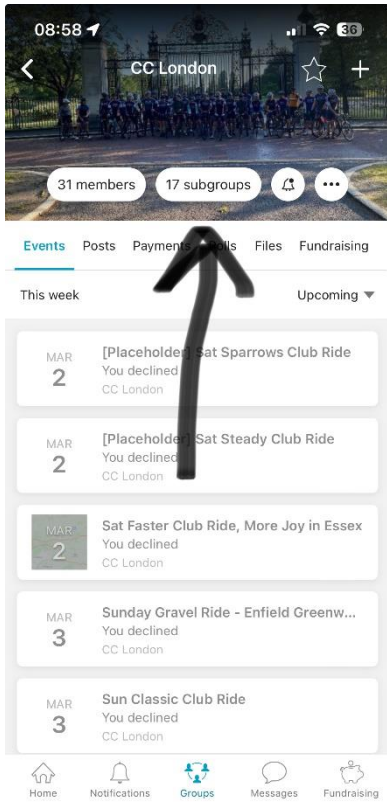 08:58
36
CC London
31 members
17 subgroups
Events Posts Payments Polls Files Fundraising
This week
Upcoming
MAR
2
[Placeholder] Sat Sparrows Club Ride
You declined
CC London
MAR
2
[Placeholder] Sat Steady Club Ride
You declined
CC London
MAR
2
Sat Faster Club Ride, More Joy in Essex
You declined
CC London
MAR
3
Sunday Gravel Ride - Enfield Greenw...
You declined
CC London
MAR
3
Sun Classic Club Ride
You declined
CC London
Home Notifications Groups Messages Fundraising